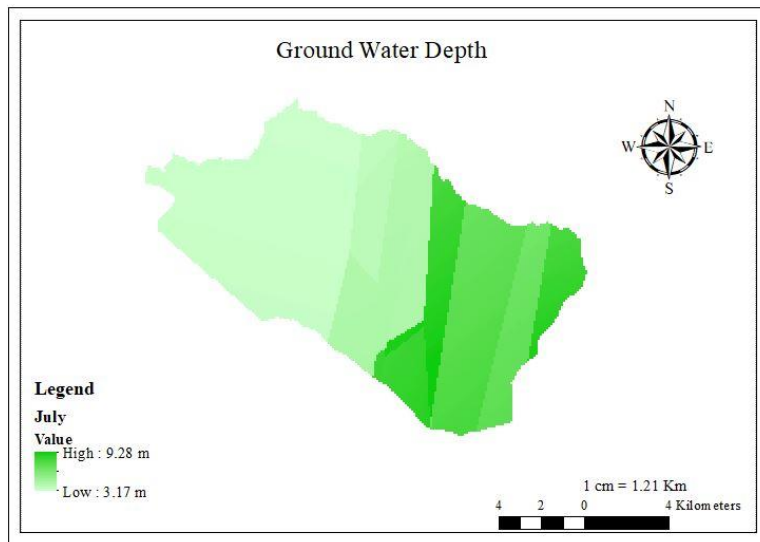 Ground Water Depth
N
W E
S
Legend
July
Value
High : 9.28 m
Low : 3.17 m
1 cm = 1.21 Km
4 2 0 4 Kilometers